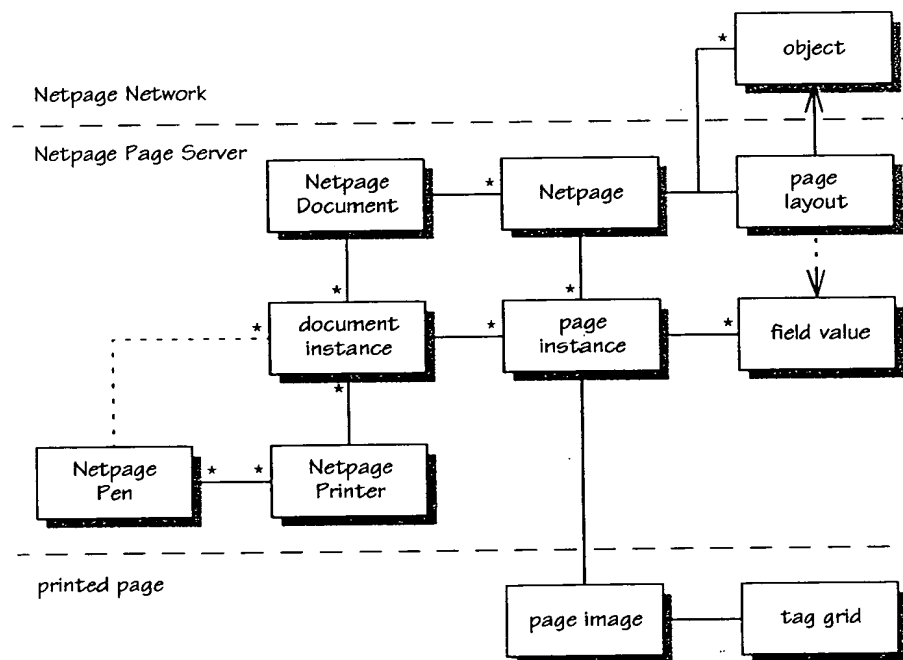 *
object
Netpage Network
Netpage Page Server
Netpage
Document
*
Netpage
page
layout
*
*
*
document
instance
*
page
instance
*
field value
*
Netpage
Pen
*
*
Netpage
Printer
printed page
page image
tag grid